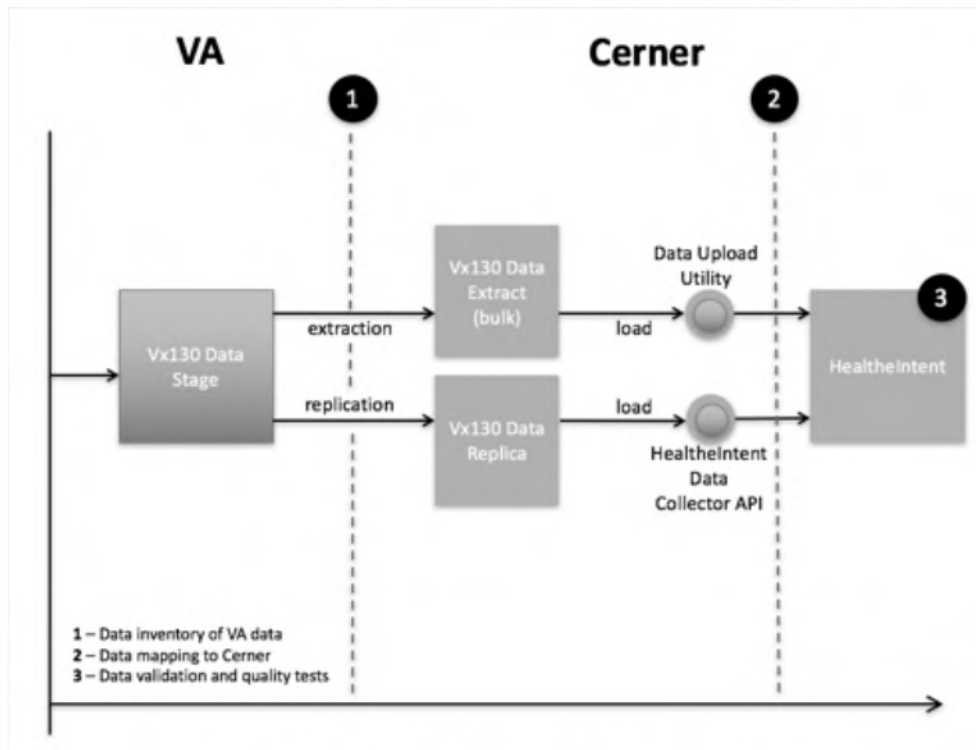 VA
Cerner
1
2
Vx130 Data
Stage
extraction
replication
Vx130 Data
Extract
(bulk)
Vx130 Data
Replica
load
load
Data Upload
Utility
HealtheIntent
Data
Collector API
3
HealtheIntent
1 – Data inventory of VA data
2 – Data mapping to Cerner
3 – Data validation and quality tests